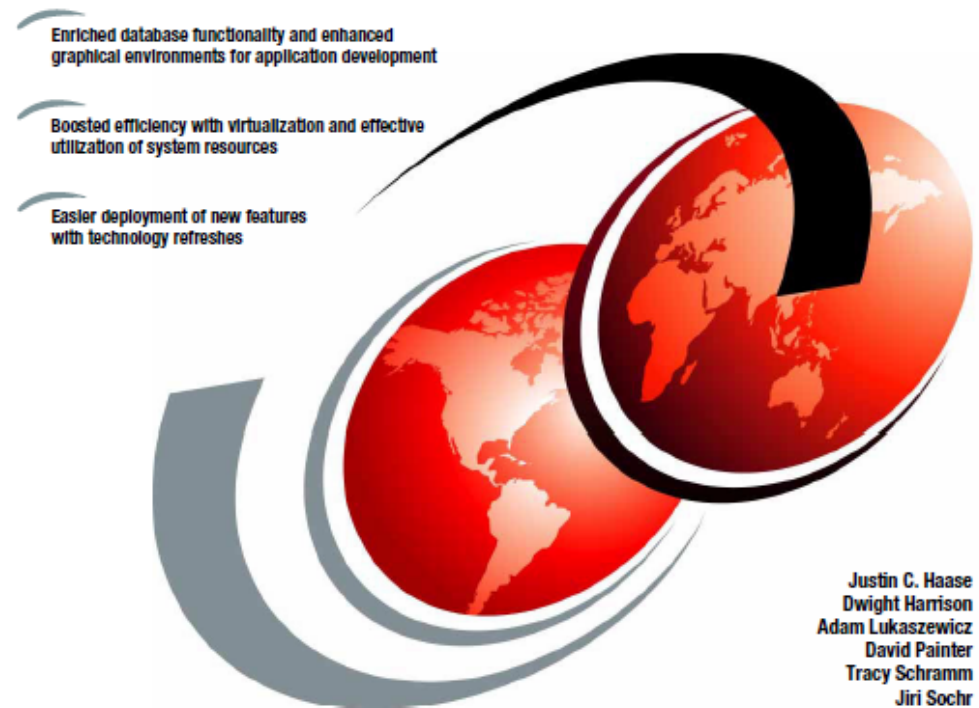 Enriched database functionality and enhanced
graphical environments for application development
Boosted efficiency with virtualization and effective
utilization of system resources
Easier deployment of new features
with technology refreshes
Justin C. Haase
Dwight Harrison
Adam Lukaszewicz
David Painter
Tracy Schramm
Jiri Sochr